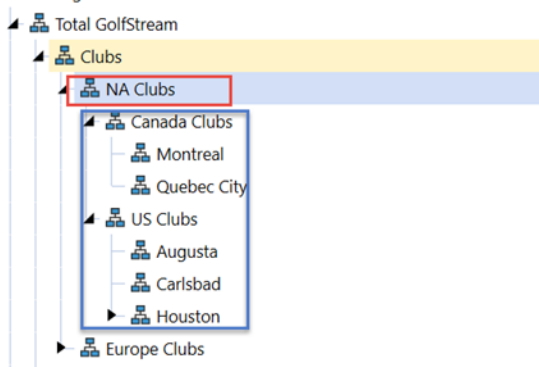 Total GolfStream
Clubs
NA Clubs
Canada Clubs
Montreal
Quebec City
US Clubs
Augusta
Carlsbad
Houston
Europe Clubs